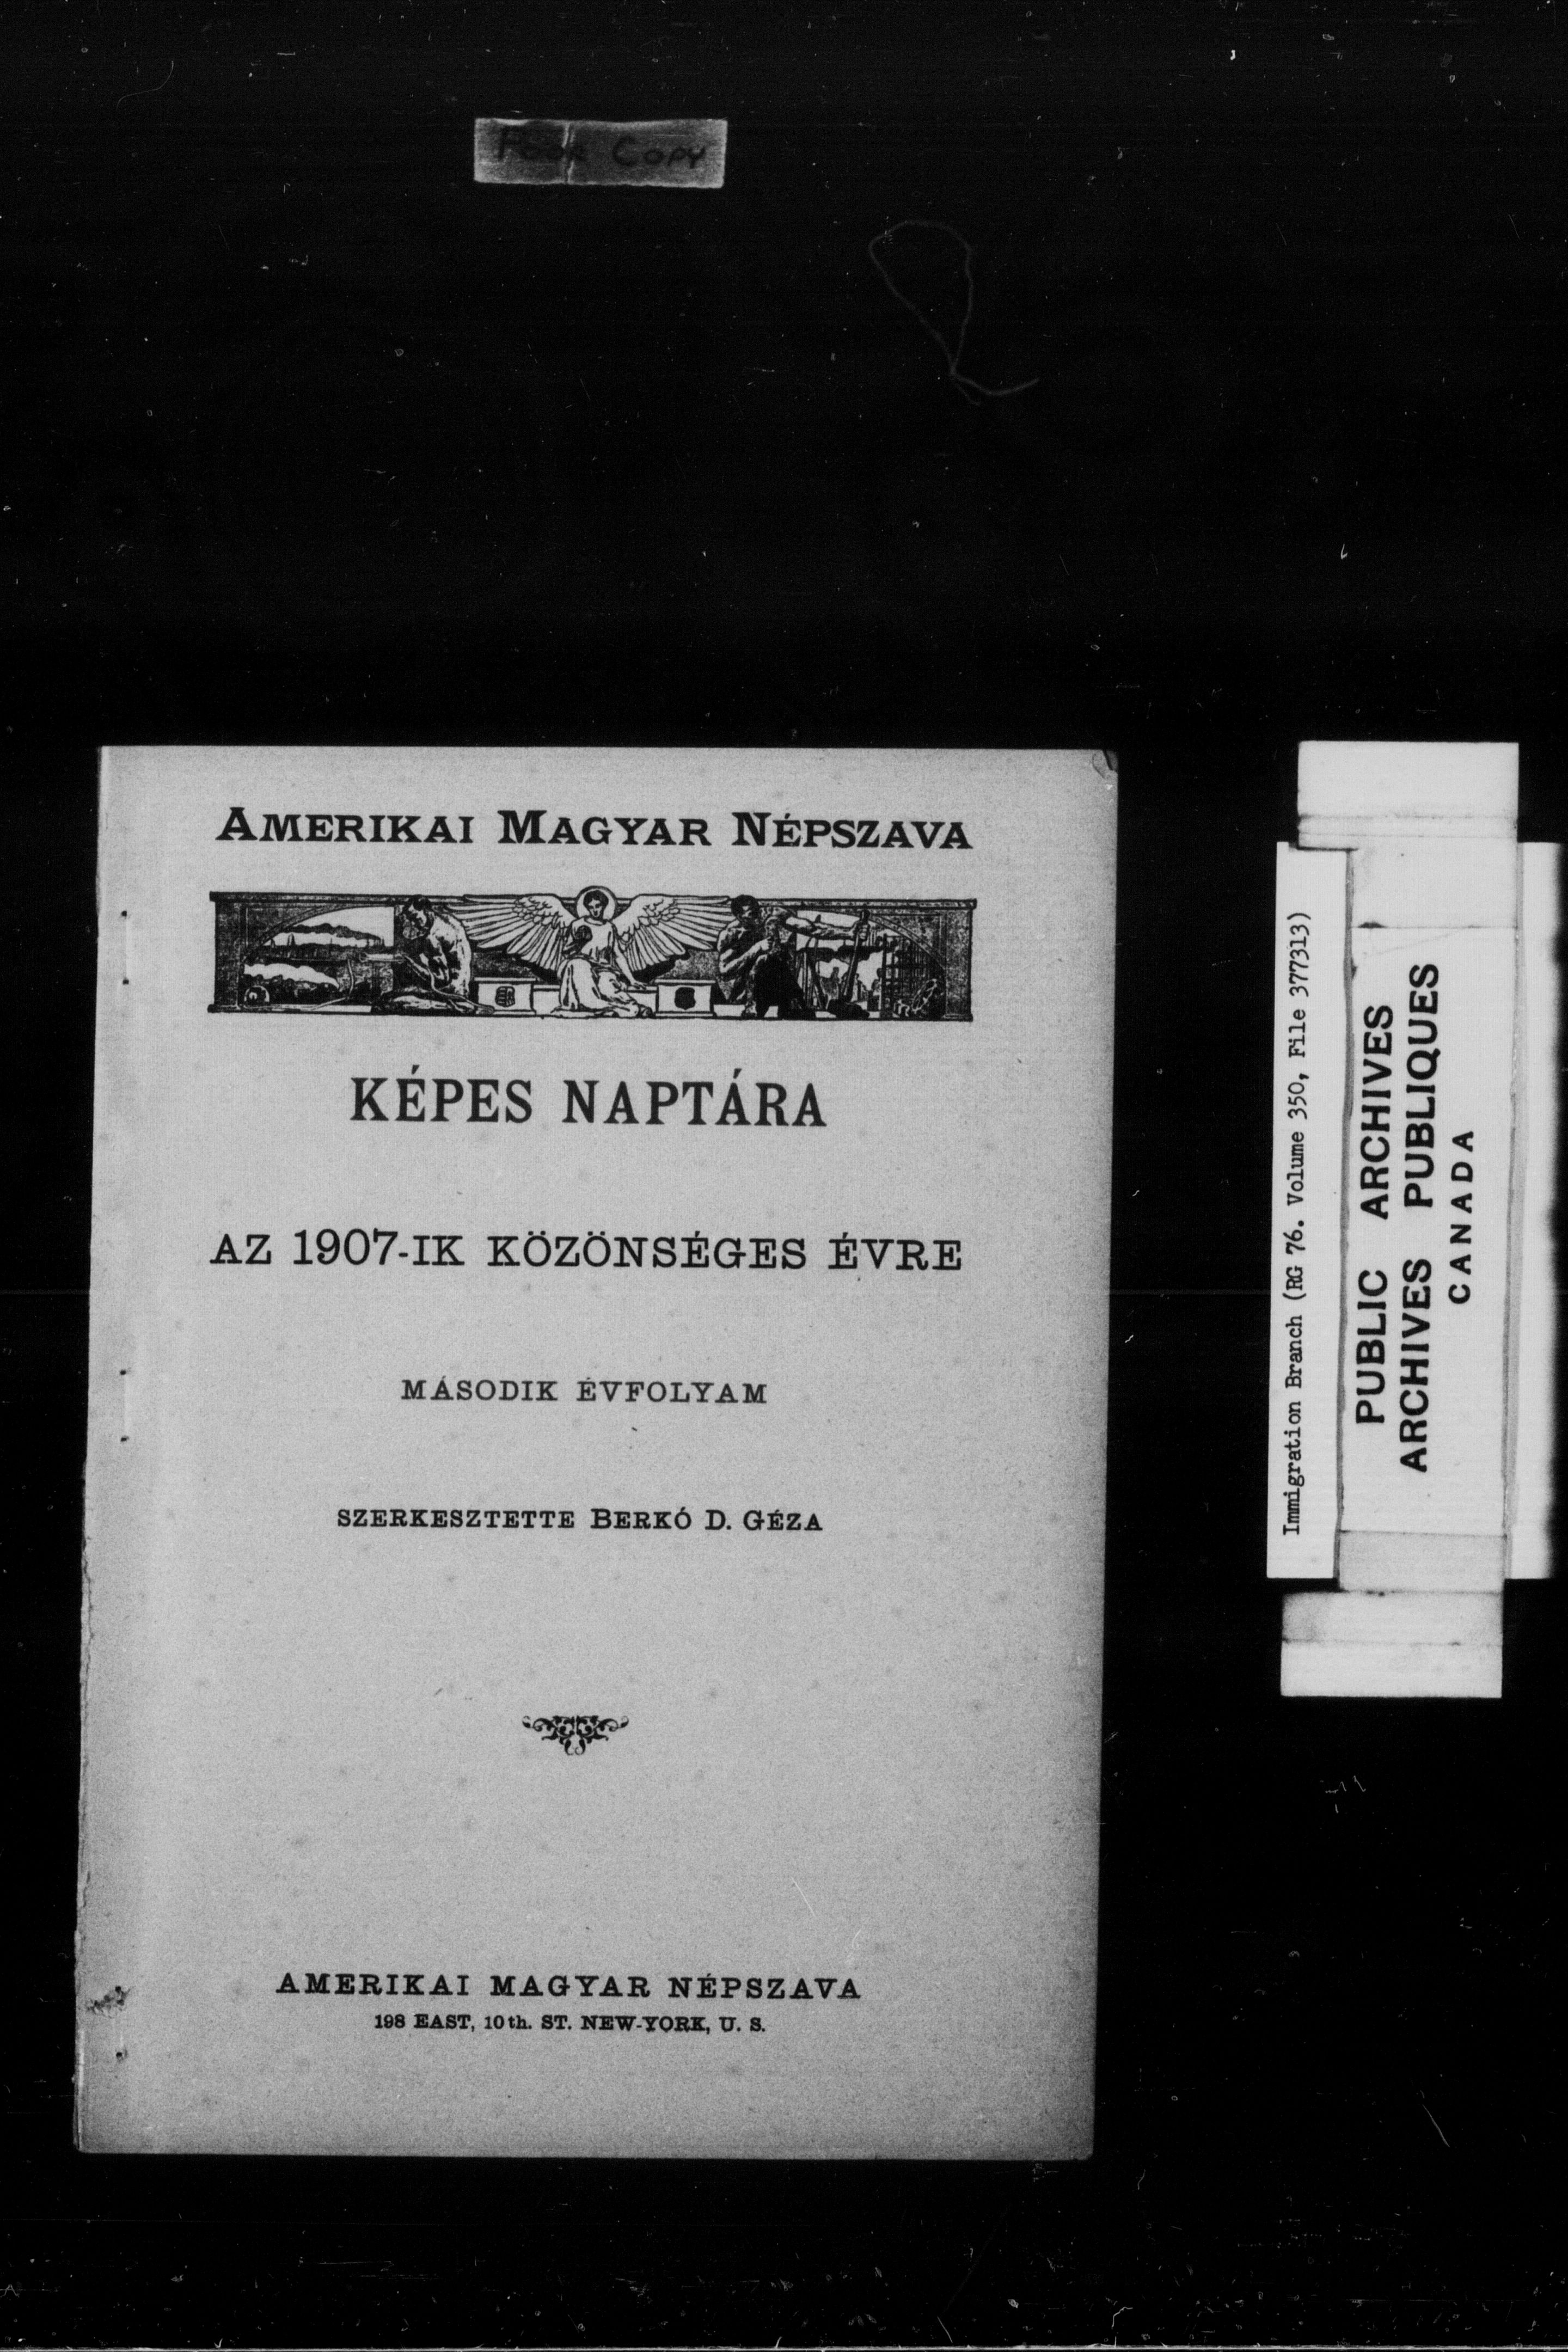 Poor Copy
AMERIKAI MAGYAR NÉPSZAVA
KÉPES NAPTÁRA
AZ 1907-IK KÖZÖNSÉGES ÉVRE
MÁSODIK ÉVFOLYAM
SZERKESZTETTE BERKÓ D. GÉZA
AMERIKAI MAGYAR NÉPSZAVA
198 EAST, 10th. ST. NEW-YORK, U. S.
Immigration Branch (RG 76. Volume 350, File 377313)
PUBLIC ARCHIVES
ARCHIVES PUBLIQUES
CANADA